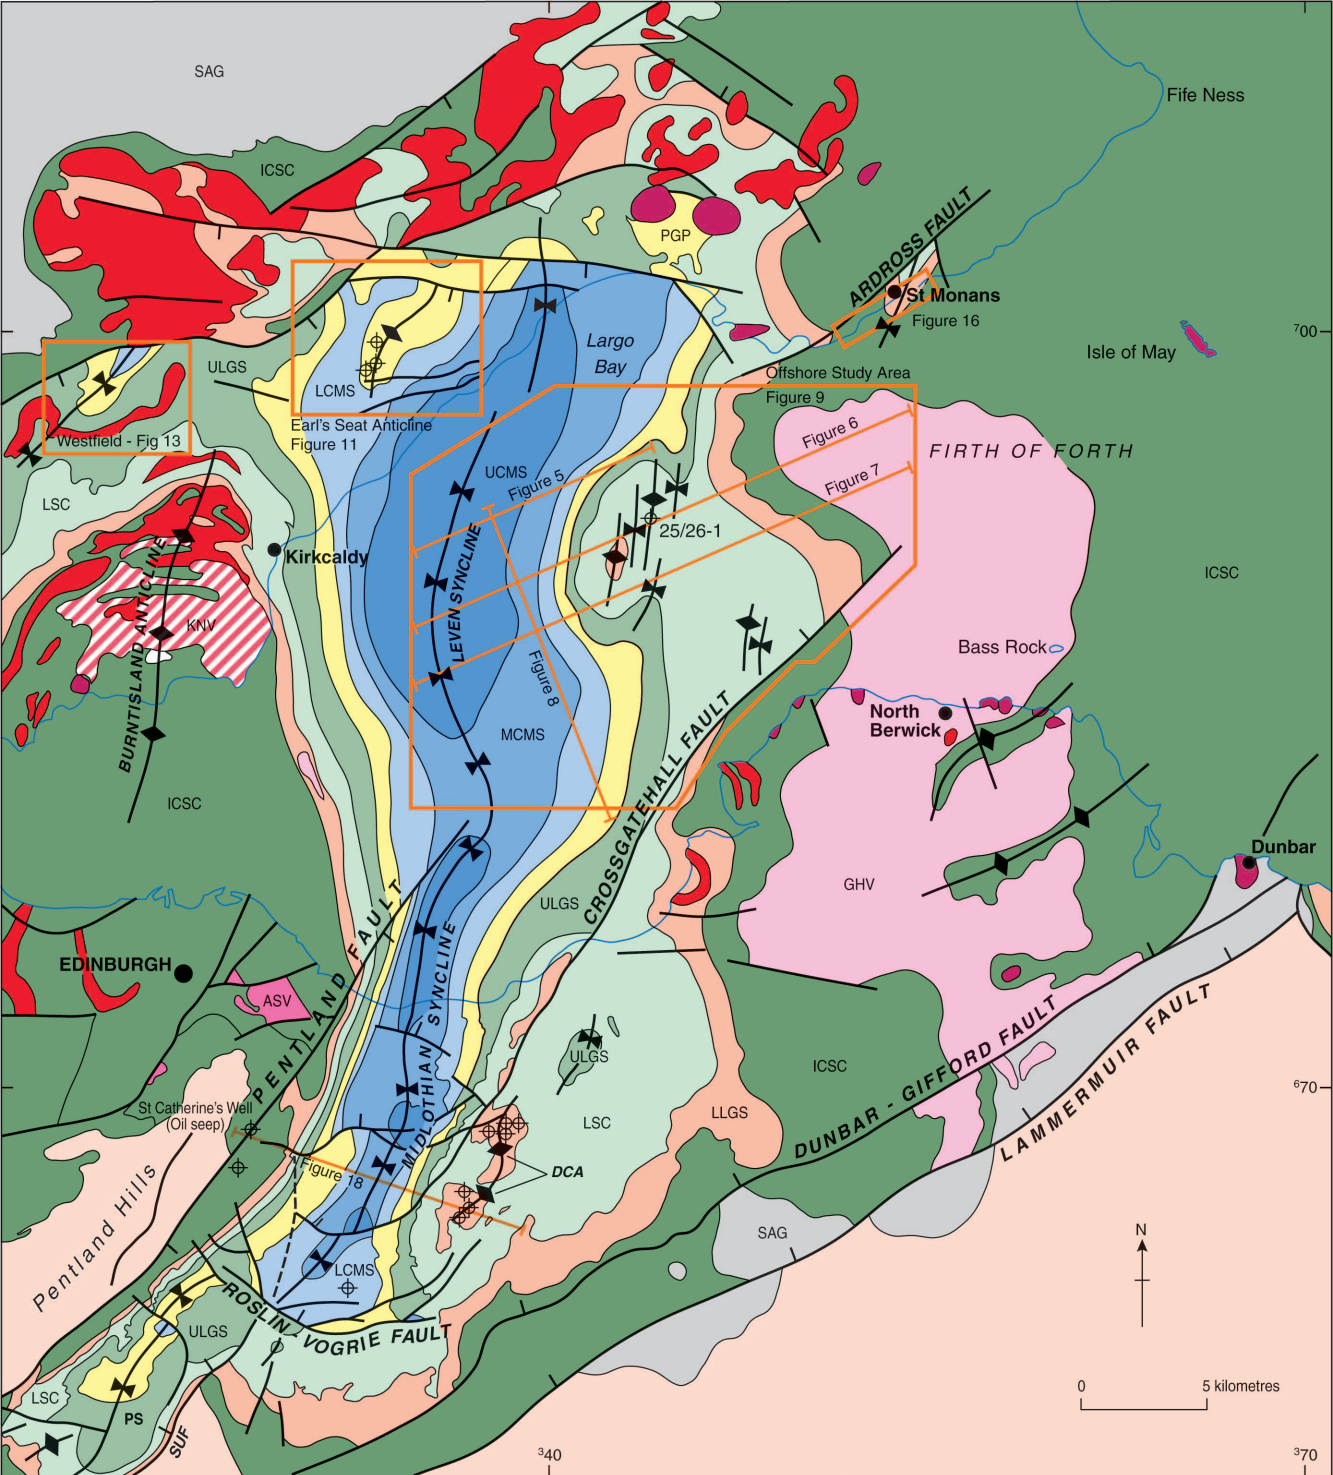 SAG
Fife Ness
ICSC
PGP
ARDROSS FAULT
St Monans
Figure 16
⁷00
Isle of May
Largo
Bay
ULGS
LCMS
Offshore Study Area
Figure 9
Earl's Seat Anticline
Figure 11
Westfield - Fig 13
Figure 6
FIRTH OF FORTH
UCMS
Figure 5
Figure 7
LSC
25/26-1
Kirkcaldy
LEVEN SYNCLINE
ICSC
KNV
BURNTISLAND ANTICLINE
Bass Rock
Figure 8
North
Berwick
MCMS
CROSSGATEHALL FAULT
ICSC
Dunbar
GHV
ULGS
PENTLAND FAULT
EDINBURGH
MIDLOTHIAN SYNCLINE
ASV
ULGS
ICSC
DUNBAR - GIFFORD FAULT
LAMMERMUIR FAULT
⁶70
St Catherine's Well
(Oil seep)
LLGS
LSC
DCA
Figure 18
Pentland Hills
SAG
N
LCMS
ROSLIN - VOGRIE FAULT
ULGS
LSC
PS
SUF
0 5 kilometres
³40
³70